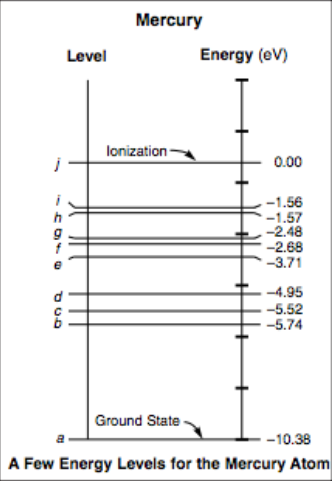 Mercury
Level Energy (eV)
Ionization
j 0.00
i −1.56
h −1.57
g −2.48
f −2.68
e −3.71
d −4.95
c −5.52
b −5.74
Ground State
a −10.38
A Few Energy Levels for the Mercury Atom